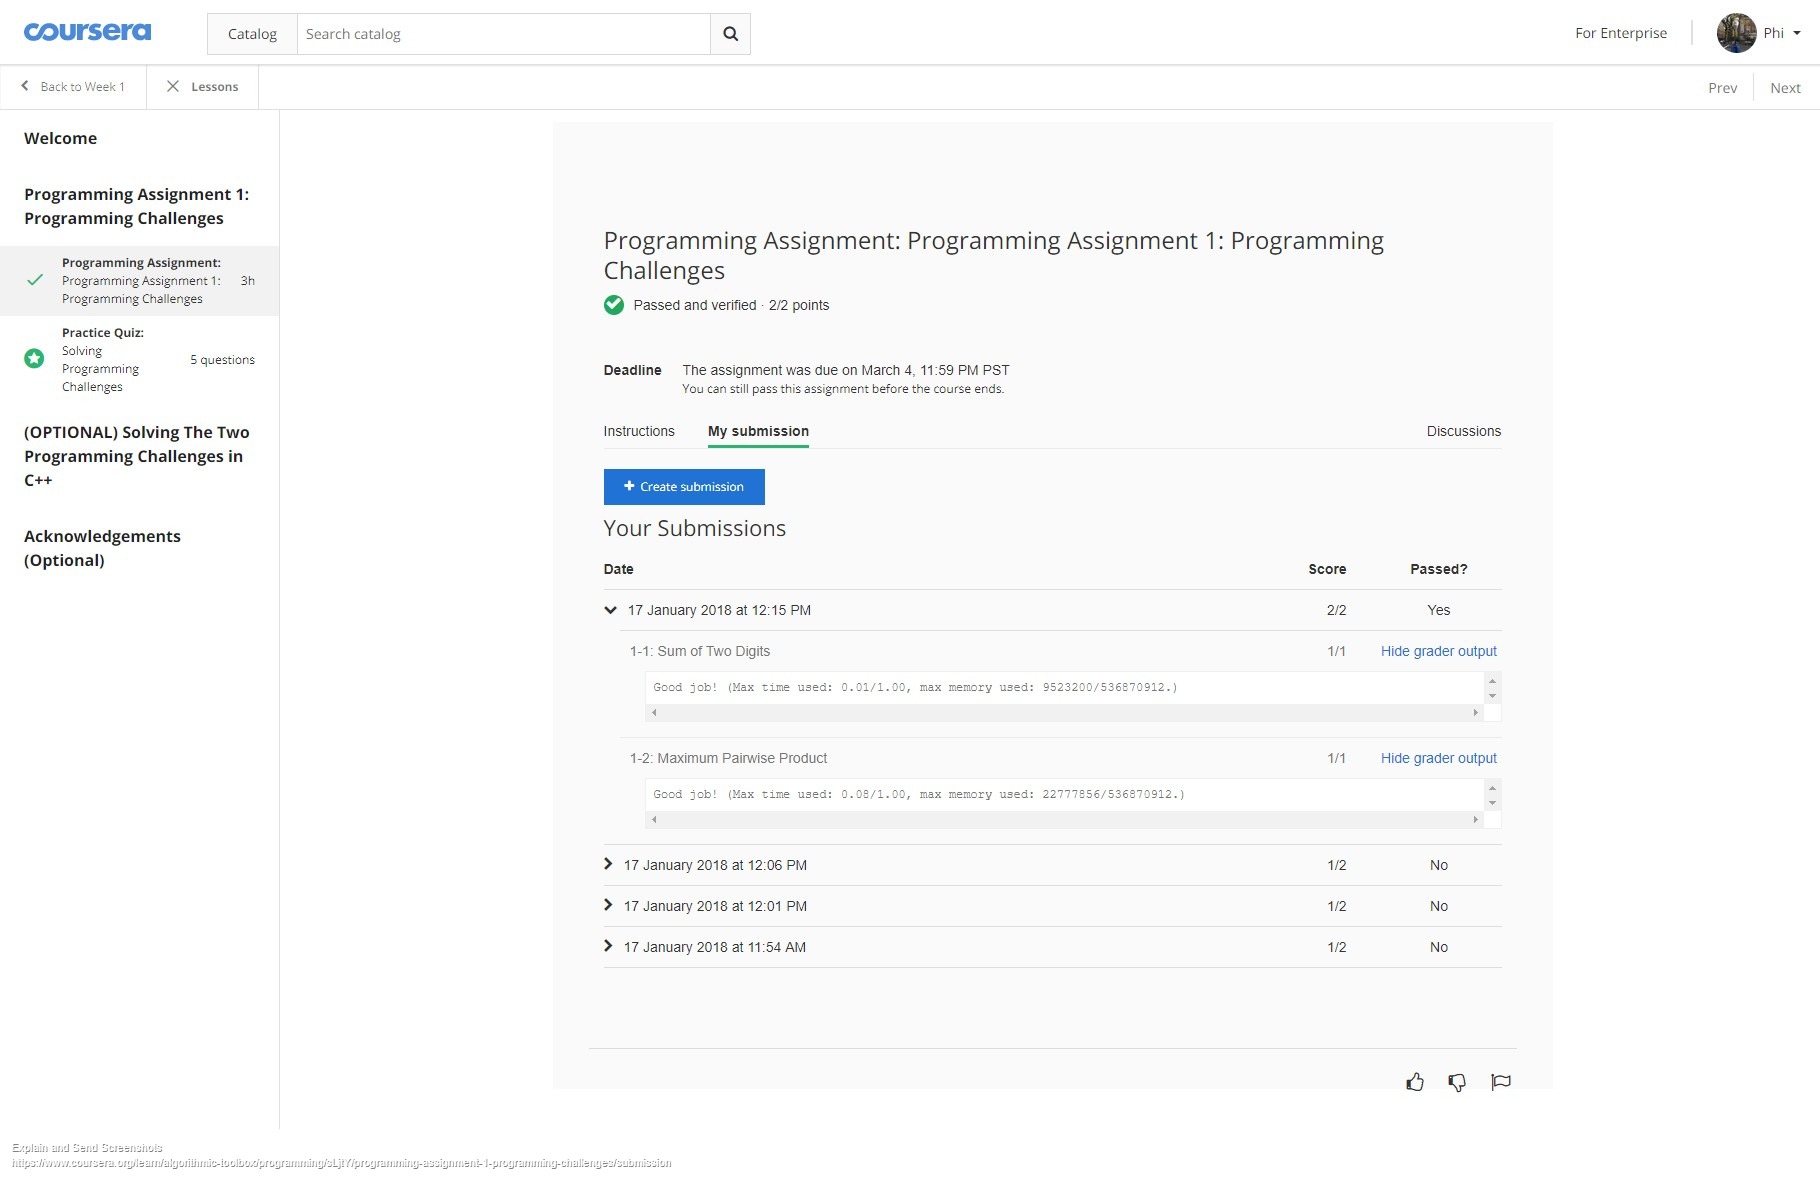 coursera
Catalog
Search catalog
For Enterprise
Phi
Back to Week 1
Lessons
Prev
Next
Welcome
Programming Assignment 1:
Programming Challenges
Programming Assignment:
Programming Assignment 1:
Programming Challenges
3h
Practice Quiz:
Solving
Programming
Challenges
5 questions
(OPTIONAL) Solving The Two
Programming Challenges in
C++
Acknowledgements
(Optional)
Programming Assignment: Programming Assignment 1: Programming
Challenges
Passed and verified · 2/2 points
Deadline The assignment was due on March 4, 11:59 PM PST
You can still pass this assignment before the course ends.
Instructions My submission Discussions
+ Create submission
Your Submissions
Date Score Passed?
17 January 2018 at 12:15 PM 2/2 Yes
1-1: Sum of Two Digits 1/1 Hide grader output
Good job! (Max time used: 0.01/1.00, max memory used: 9523200/536870912.)
1-2: Maximum Pairwise Product 1/1 Hide grader output
Good job! (Max time used: 0.08/1.00, max memory used: 22777856/536870912.)
17 January 2018 at 12:06 PM 1/2 No
17 January 2018 at 12:01 PM 1/2 No
17 January 2018 at 11:54 AM 1/2 No
Explain and Send Screenshots
https://www.coursera.org/learn/algorithmic-toolbox/programming/sLjtY/programming-assignment-1-programming-challenges/submission